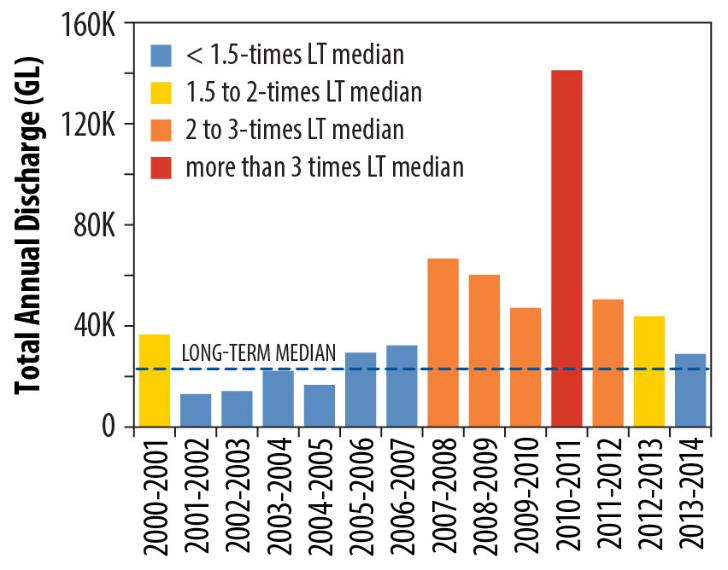 160K
120K
80K
40K
0
Total Annual Discharge (GL)
< 1.5-times LT median
1.5 to 2-times LT median
2 to 3-times LT median
more than 3 times LT median
LONG-TERM MEDIAN
2000-2001
2001-2002
2002-2003
2003-2004
2004-2005
2005-2006
2006-2007
2007-2008
2008-2009
2009-2010
2010-2011
2011-2012
2012-2013
2013-2014